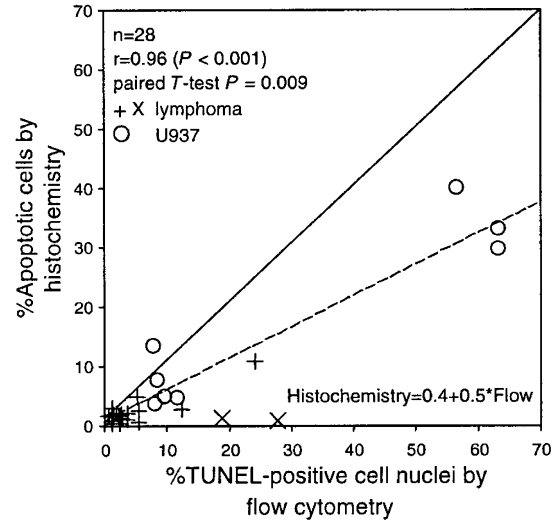 70
60
50
40
30
20
10
0
%Apoptotic cells by
histochemistry
n=28
r=0.96 (P < 0.001)
paired T-test P = 0.009
+ X lymphoma
O U937
Histochemistry=0.4+0.5*Flow
0 10 20 30 40 50 60 70
%TUNEL-positive cell nuclei by
flow cytometry